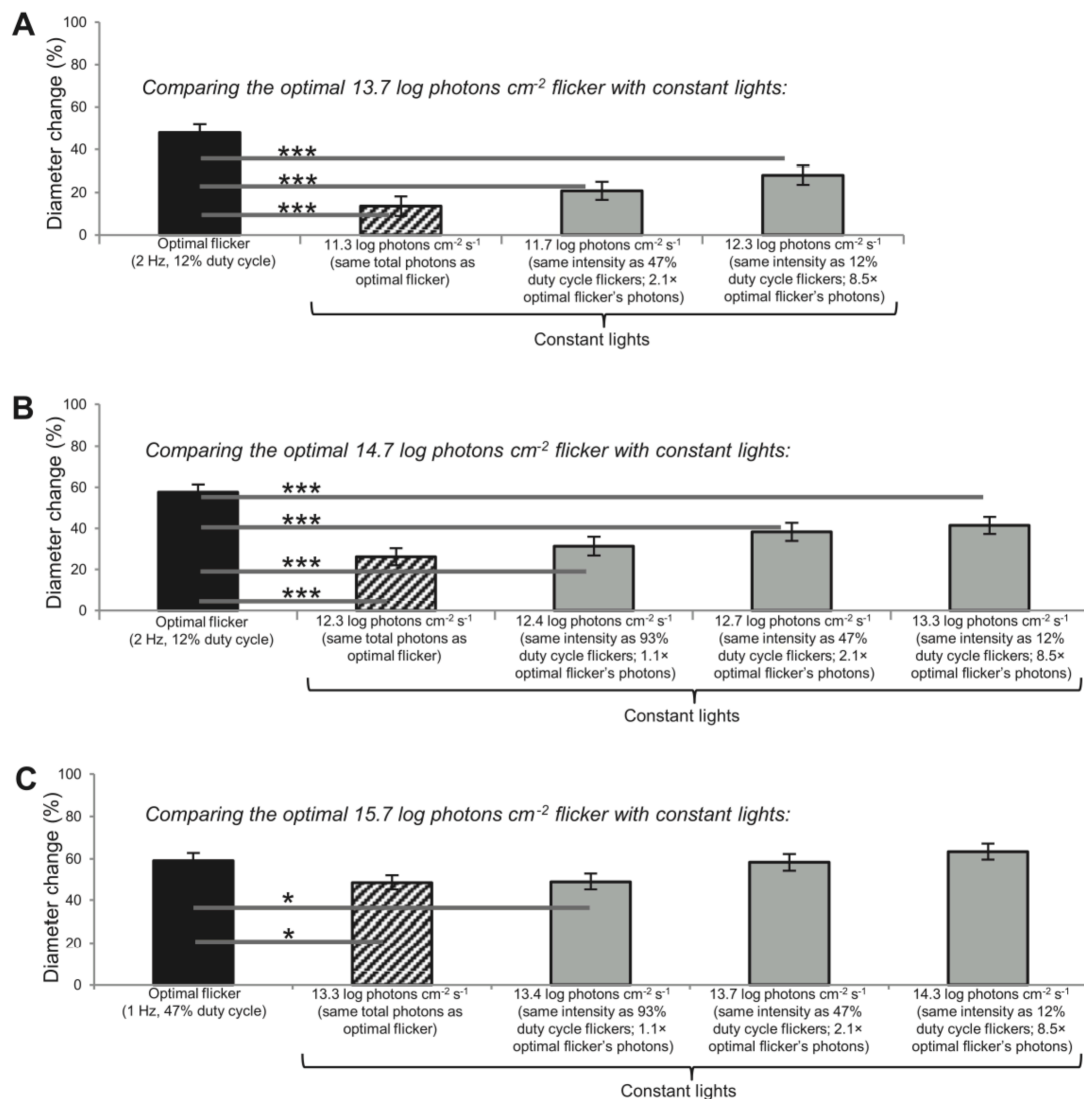 A
100
80
60
40
20
0
Diameter change (%)
Comparing the optimal 13.7 log photons cm⁻² flicker with constant lights:
***
***
***
Optimal flicker
(2 Hz, 12% duty cycle)
11.3 log photons cm⁻² s⁻¹
(same total photons as
optimal flicker)
11.7 log photons cm⁻² s⁻¹
(same intensity as 47%
duty cycle flickers; 2.1×
optimal flicker's photons)
12.3 log photons cm⁻² s⁻¹
(same intensity as 12%
duty cycle flickers; 8.5×
optimal flicker's photons)
Constant lights
B
100
80
60
40
20
0
Diameter change (%)
Comparing the optimal 14.7 log photons cm⁻² flicker with constant lights:
***
***
***
***
Optimal flicker
(2 Hz, 12% duty cycle)
12.3 log photons cm⁻² s⁻¹
(same total photons as
optimal flicker)
12.4 log photons cm⁻² s⁻¹
(same intensity as 93%
duty cycle flickers; 1.1×
optimal flicker's photons)
12.7 log photons cm⁻² s⁻¹
(same intensity as 47%
duty cycle flickers; 2.1×
optimal flicker's photons)
13.3 log photons cm⁻² s⁻¹
(same intensity as 12%
duty cycle flickers; 8.5×
optimal flicker's photons)
Constant lights
C
100
80
60
40
20
0
Diameter change (%)
Comparing the optimal 15.7 log photons cm⁻² flicker with constant lights:
*
*
Optimal flicker
(1 Hz, 47% duty cycle)
13.3 log photons cm⁻² s⁻¹
(same total photons as
optimal flicker)
13.4 log photons cm⁻² s⁻¹
(same intensity as 93%
duty cycle flickers; 1.1×
optimal flicker's photons)
13.7 log photons cm⁻² s⁻¹
(same intensity as 47%
duty cycle flickers; 2.1×
optimal flicker's photons)
14.3 log photons cm⁻² s⁻¹
(same intensity as 12%
duty cycle flickers; 8.5×
optimal flicker's photons)
Constant lights